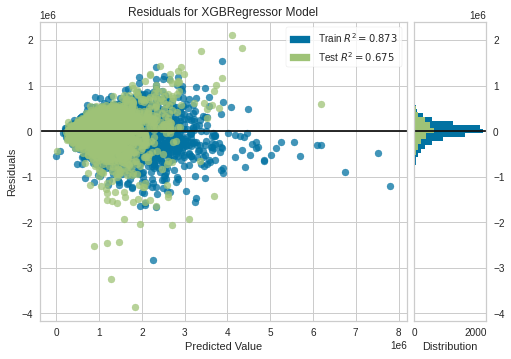 Residuals for XGBRegressor Model
1e6
1e6
Train R² = 0.873
Test R² = 0.675
2
1
0
−1
−2
−3
−4
2
1
0
−1
−2
−3
−4
Residuals
0 1 2 3 4 5 6 7 8
1e6
Predicted Value
0 2000
Distribution